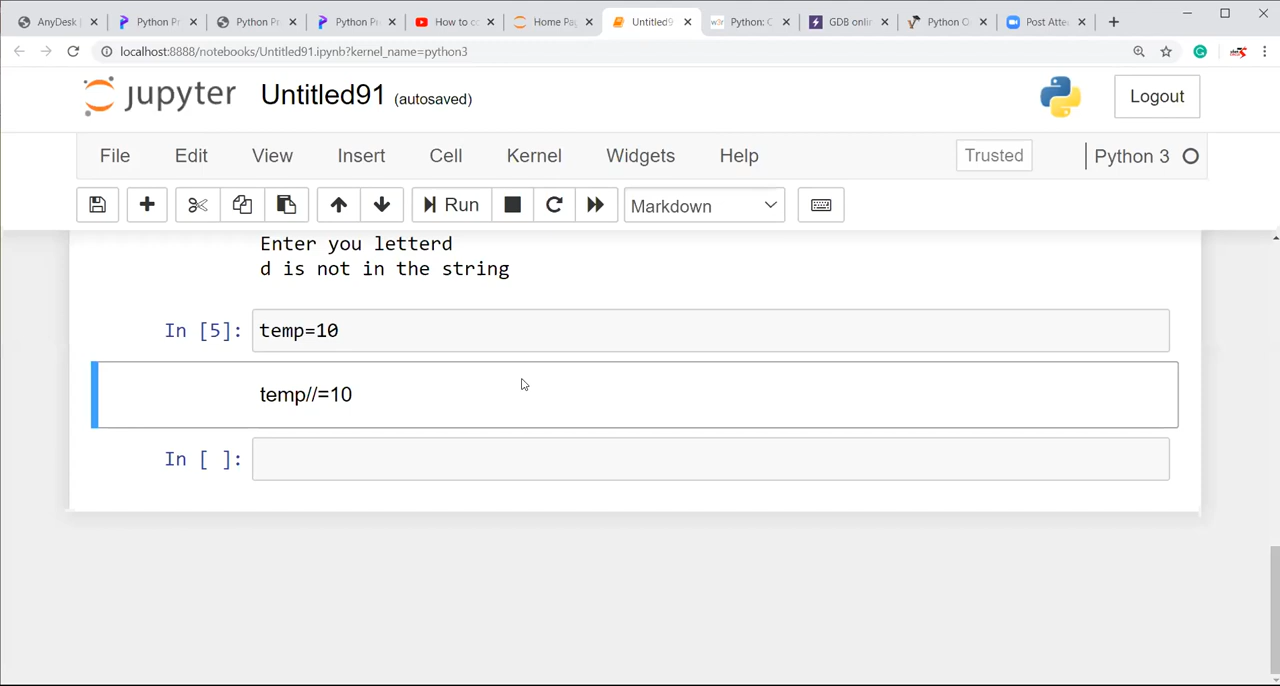 AnyDesk
Python Pr
Python Pr
Python P
How to c
Home Pa
Untitled9
Python: C
GDB onlin
Python O
Post Atte
localhost:8888/notebooks/Untitled91.ipynb?kernel_name=python3
jupyter Untitled91 (autosaved)
Logout
File Edit View Insert Cell Kernel Widgets Help Trusted Python 3
Run Markdown
Enter you letterd
d is not in the string
In [5]: temp=10
temp//=10
In [ ]: